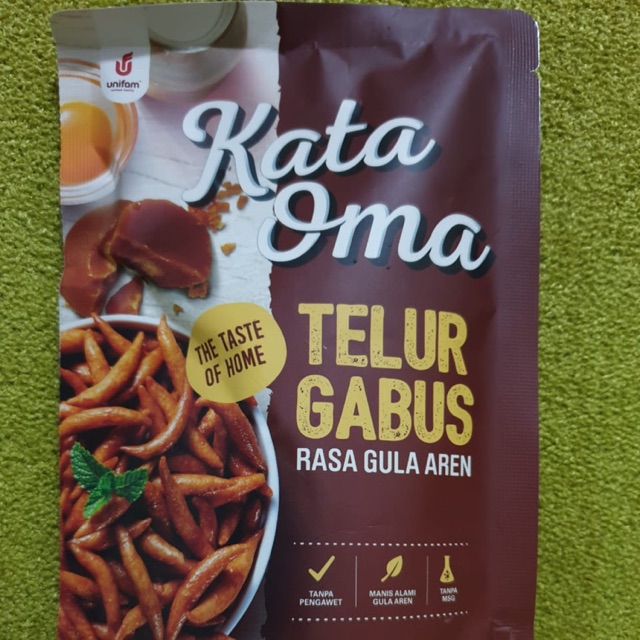 unifam
Kata
Oma
THE TASTE
OF HOME
TELUR
GABUS
RASA GULA AREN
TANPA
PENGAWET
MANIS ALAMI
GULA AREN
TANPA
MSG